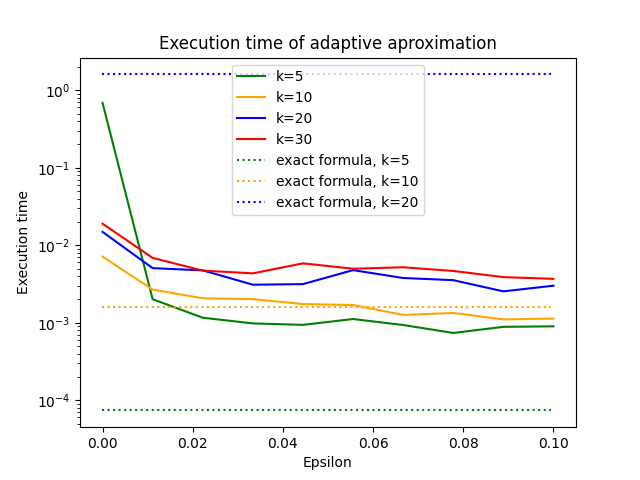 Execution time of adaptive aproximation
k=5
k=10
k=20
k=30
exact formula, k=5
exact formula, k=10
exact formula, k=20
Execution time
10⁰
10⁻¹
10⁻²
10⁻³
10⁻⁴
0.00 0.02 0.04 0.06 0.08 0.10
Epsilon